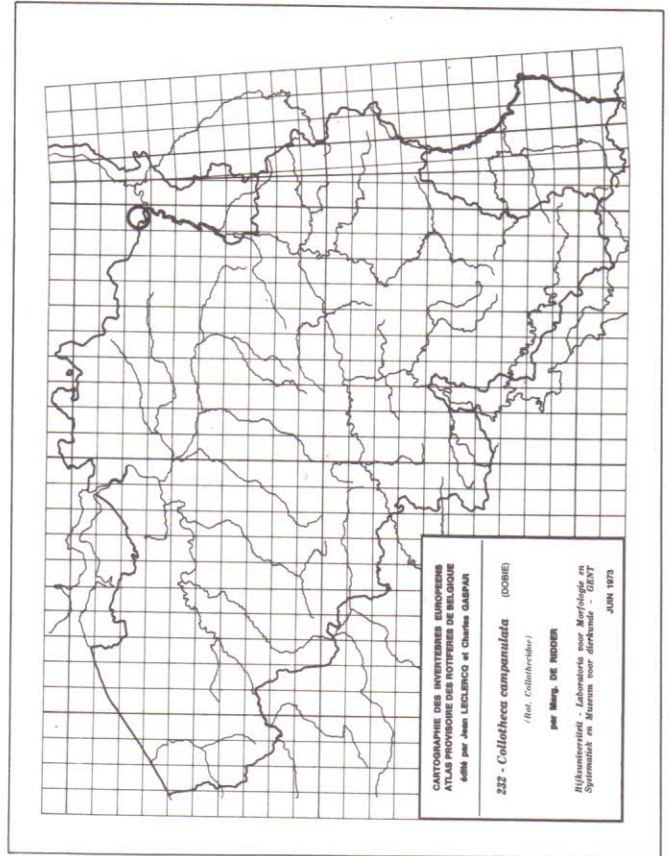 CARTOGRAPHIE DES INVERTEBRES EUROPEENS
ATLAS PROVISOIRE DES ROTIFERES DE BELGIQUE
édité par Jean LECLERCQ et Charles GASPAR
232 - Collotheca campanulata (DOBIE)
(Rot. Collothecidae)
par Marg. DE RIDDER
Rijksuniversiteit - Laboratoria voor Morfologie en
Systematiek en Museum voor dierkunde - GENT
JUIN 1973